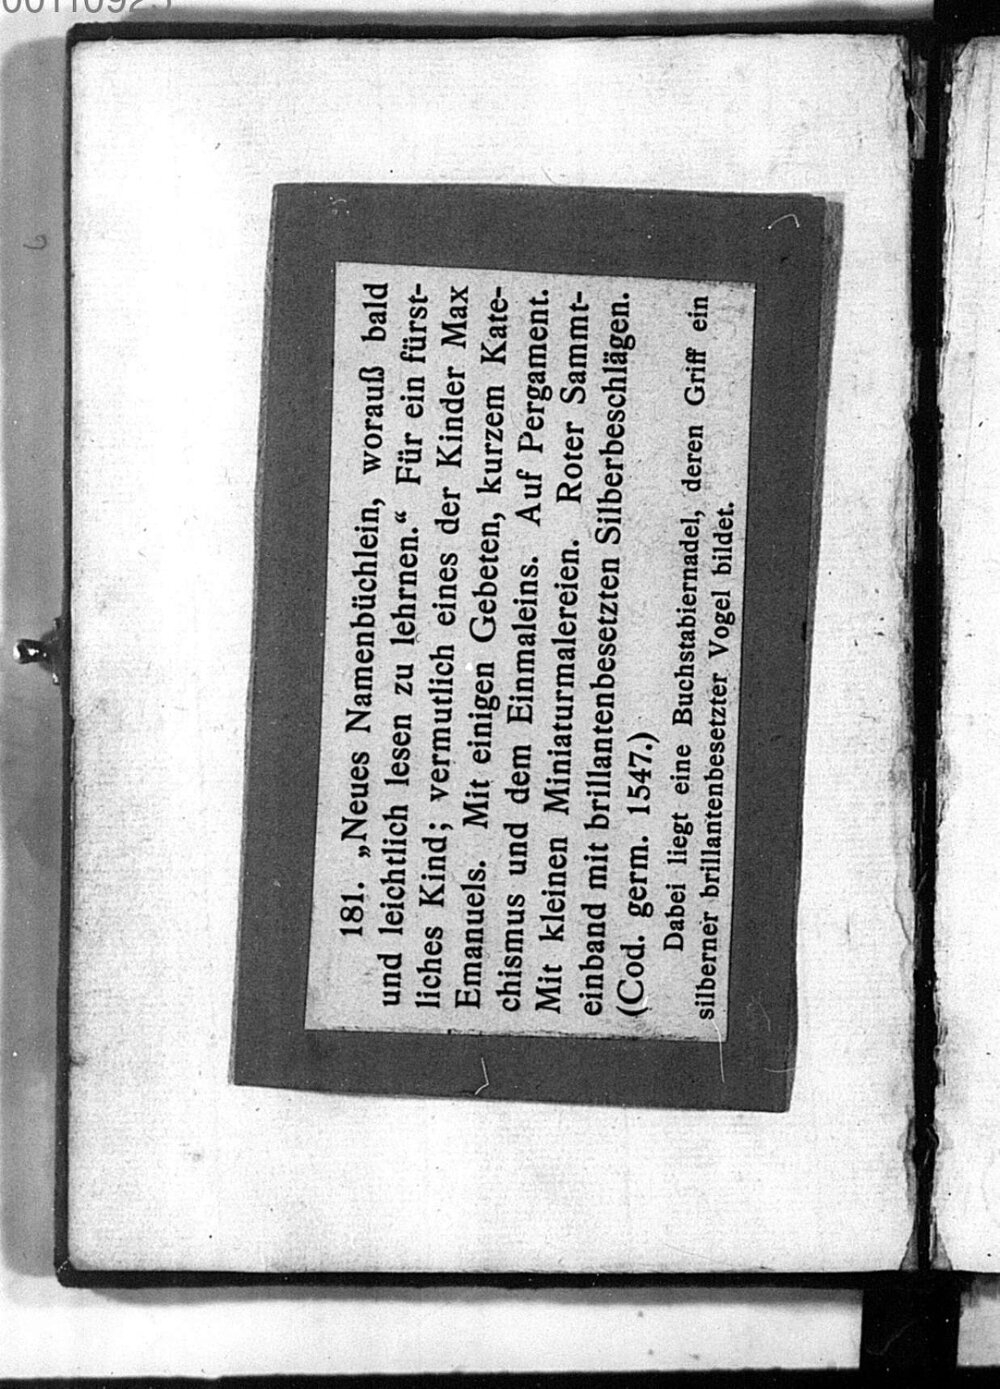 181. „Neues Namenbüchlein, worauß bald
und leichtlich lesen zu lehrnen.“ Für ein fürst-
liches Kind; vermutlich eines der Kinder Max
Emanuels. Mit einigen Gebeten, kurzem Kate-
chismus und dem Einmaleins. Auf Pergament.
Mit kleinen Miniaturmalereien. Roter Sammt-
einband mit brillantenbesetzten Silberbeschlägen.
(Cod. germ. 1547.)
Dabei liegt eine Buchstabiernadel, deren Griff ein
silberner brillantenbesetzter Vogel bildet.